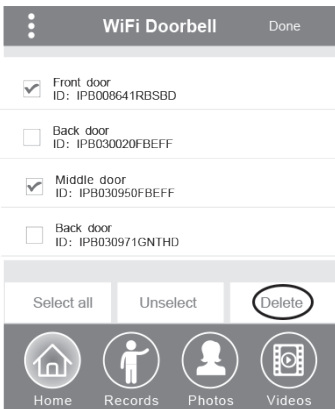 WiFi Doorbell Done
Front door
ID: IPB008641RBSBD
Back door
ID: IPB030020FBEFF
Middle door
ID: IPB030950FBEFF
Back door
ID: IPB030971GNTHD
Select all Unselect Delete
Home Records Photos Videos